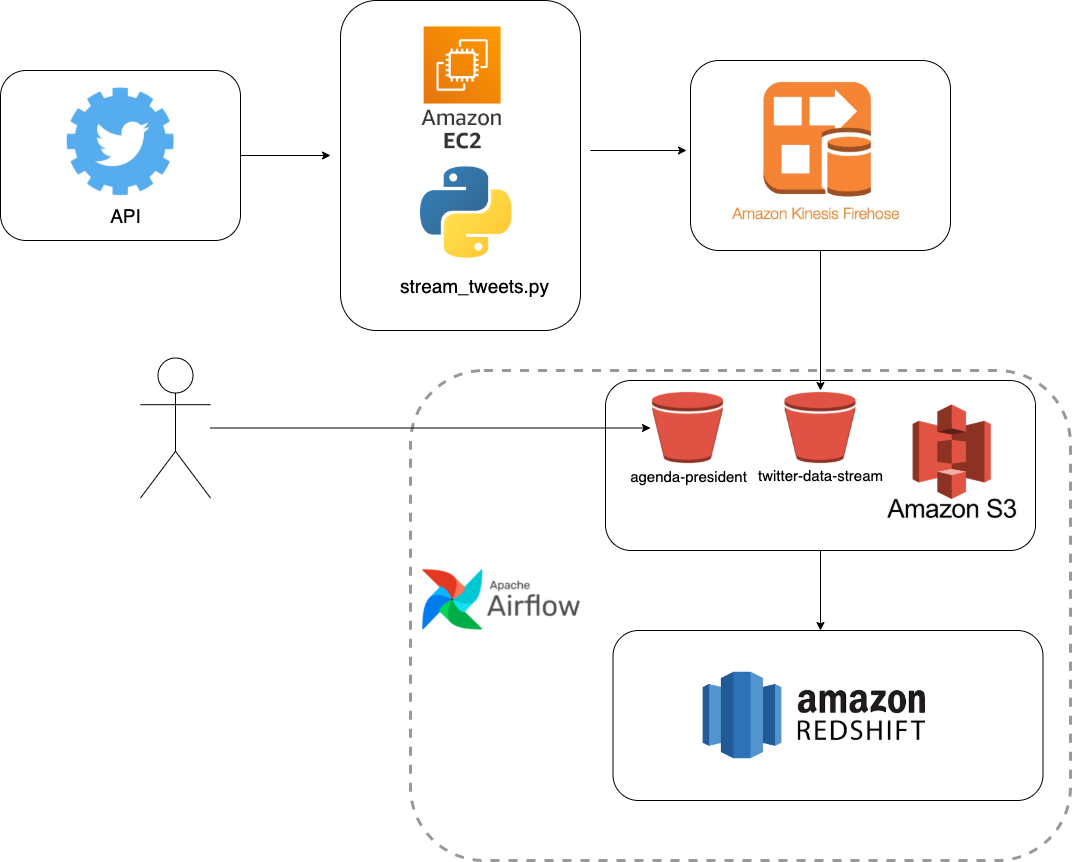 API
Amazon
EC2
stream_tweets.py
Amazon Kinesis Firehose
agenda-president
twitter-data-stream
Amazon S3
Apache
Airflow
amazon
REDSHIFT